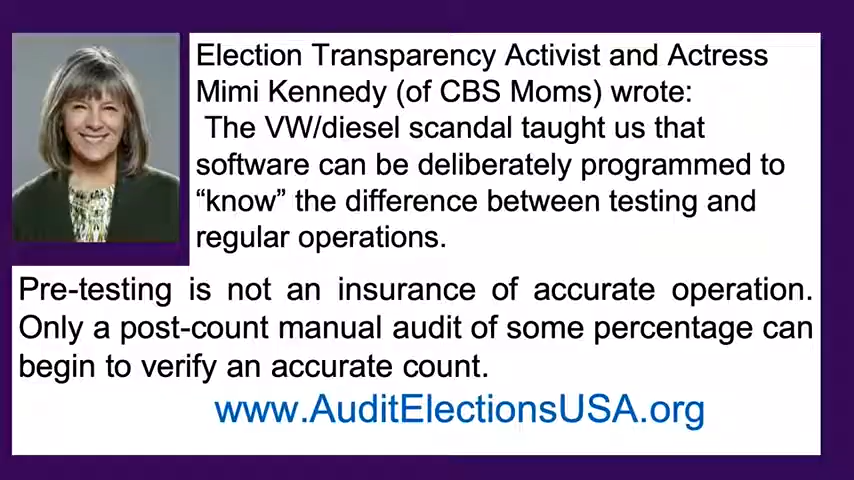 Election Transparency Activist and Actress
Mimi Kennedy (of CBS Moms) wrote:
The VW/diesel scandal taught us that
software can be deliberately programmed to
“know” the difference between testing and
regular operations.
Pre-testing is not an insurance of accurate operation.
Only a post-count manual audit of some percentage can
begin to verify an accurate count.
www.AuditElectionsUSA.org